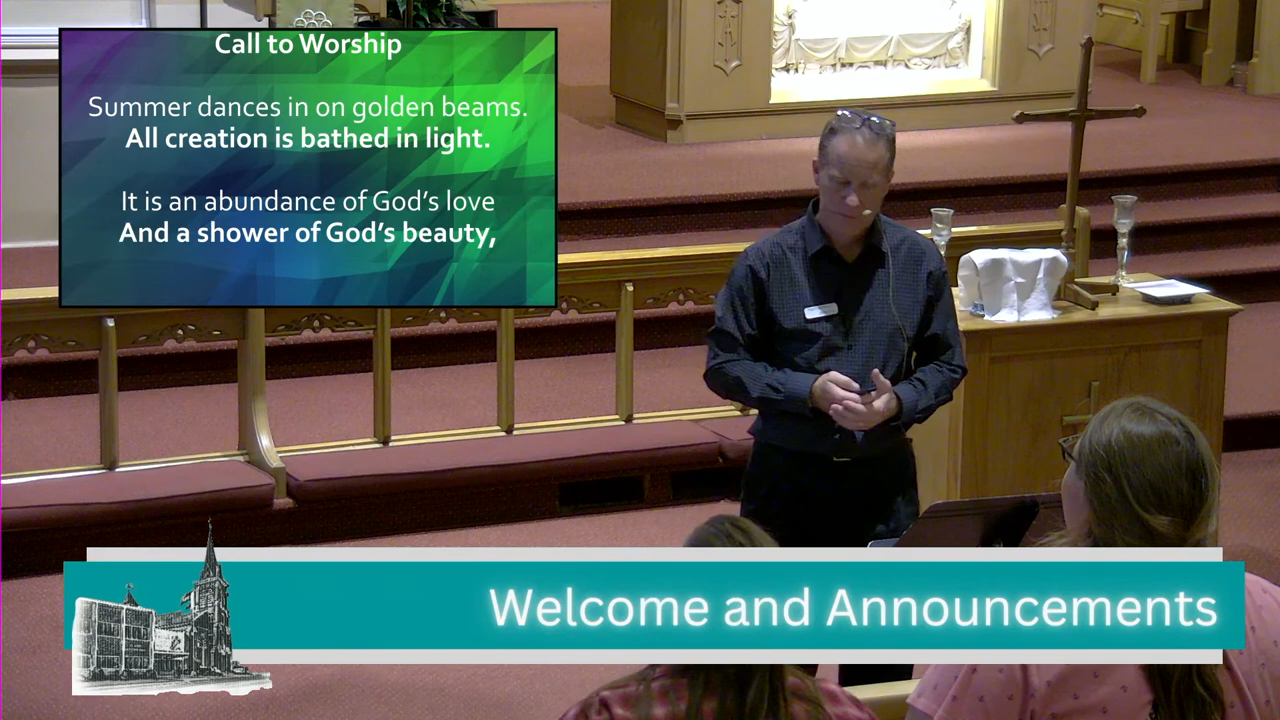 Call to Worship
Summer dances in on golden beams.
All creation is bathed in light.
It is an abundance of God's love
And a shower of God's beauty,
Welcome and Announcements